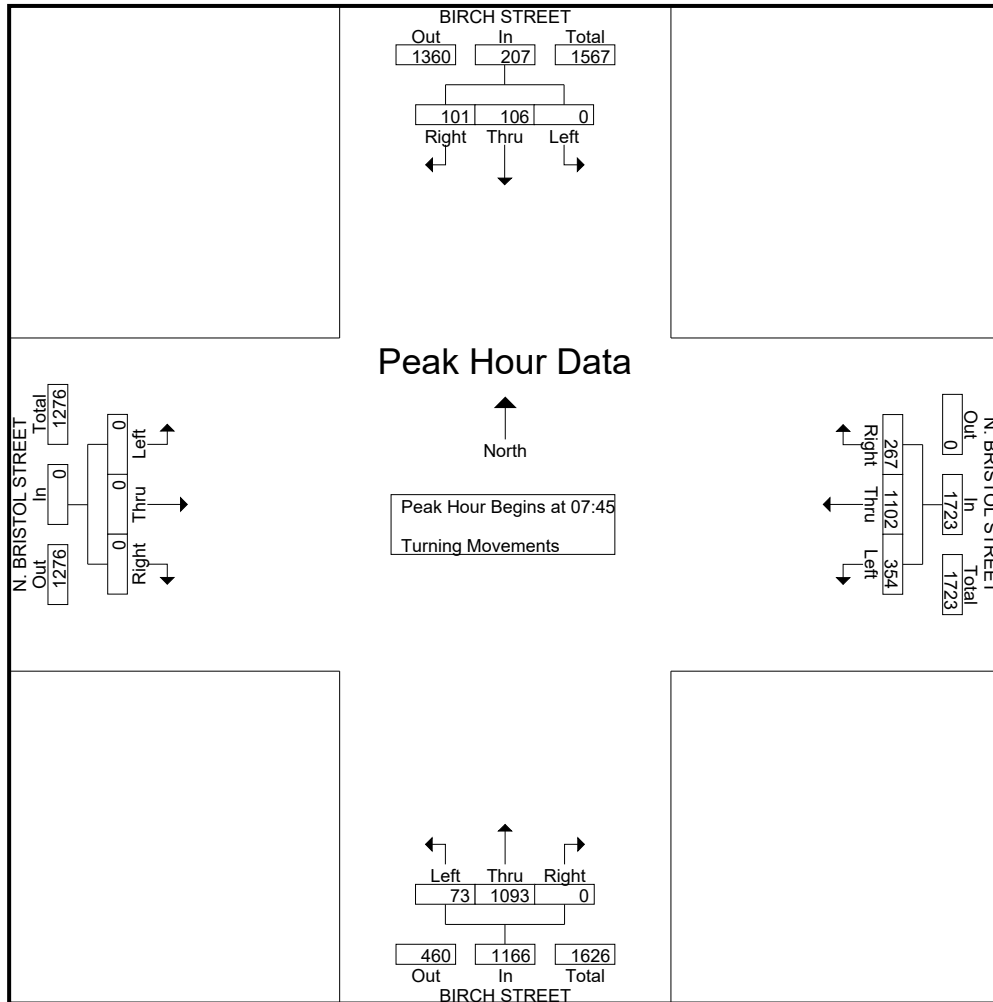 BIRCH STREET
Out In Total
1360 207 1567
101 106 0
Right Thru Left
Peak Hour Data
North
Peak Hour Begins at 07:45
Turning Movements
N. BRISTOL STREET
Total In Out
1276 0 1276
0 0 0
Left Thru Right
N. BRISTOL STREET
Out In Total
0 1723 1723
267 1102 354
Right Thru Left
Left Thru Right
73 1093 0
460 1166 1626
Out In Total
BIRCH STREET